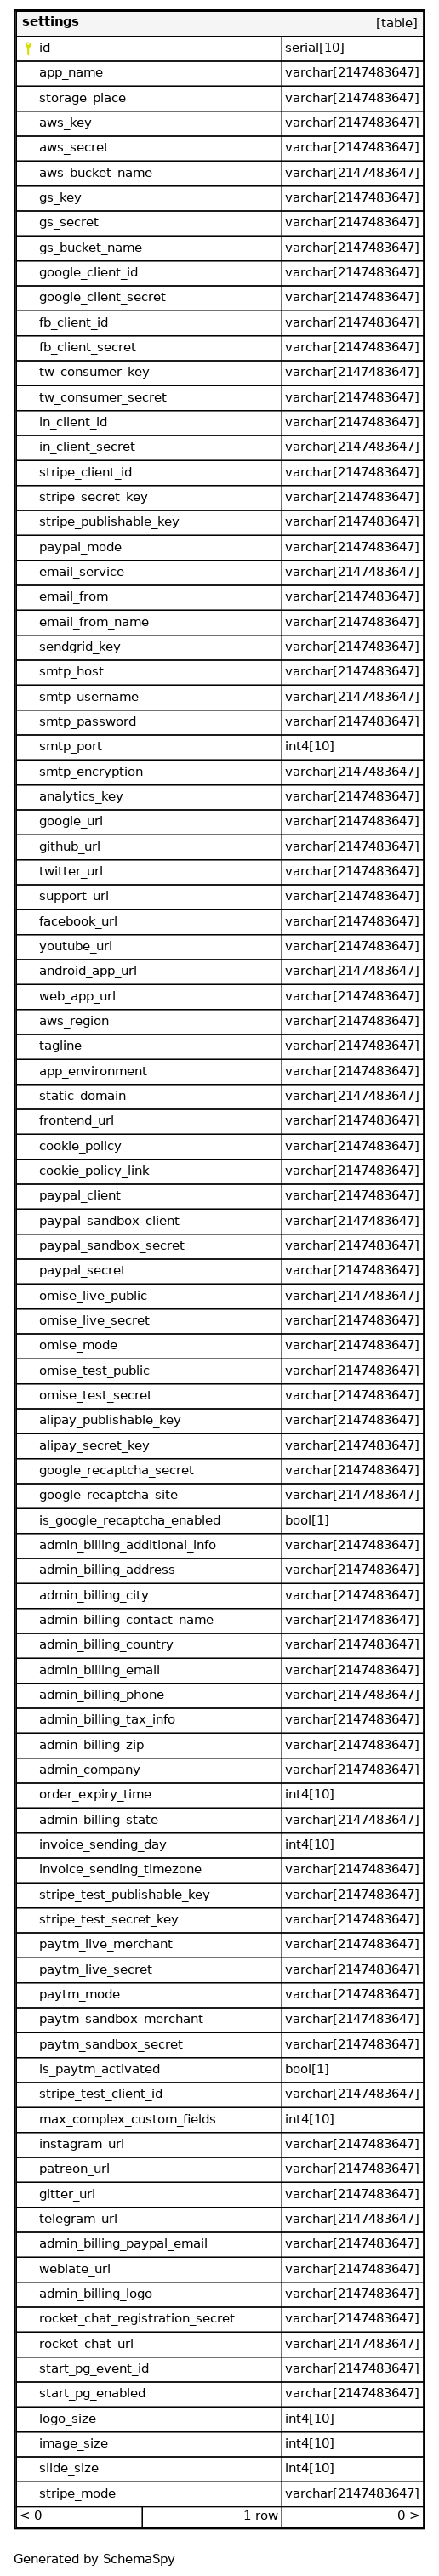 settings [table]
id serial[10]
app_name varchar[2147483647]
storage_place varchar[2147483647]
aws_key varchar[2147483647]
aws_secret varchar[2147483647]
aws_bucket_name varchar[2147483647]
gs_key varchar[2147483647]
gs_secret varchar[2147483647]
gs_bucket_name varchar[2147483647]
google_client_id varchar[2147483647]
google_client_secret varchar[2147483647]
fb_client_id varchar[2147483647]
fb_client_secret varchar[2147483647]
tw_consumer_key varchar[2147483647]
tw_consumer_secret varchar[2147483647]
in_client_id varchar[2147483647]
in_client_secret varchar[2147483647]
stripe_client_id varchar[2147483647]
stripe_secret_key varchar[2147483647]
stripe_publishable_key varchar[2147483647]
paypal_mode varchar[2147483647]
email_service varchar[2147483647]
email_from varchar[2147483647]
email_from_name varchar[2147483647]
sendgrid_key varchar[2147483647]
smtp_host varchar[2147483647]
smtp_username varchar[2147483647]
smtp_password varchar[2147483647]
smtp_port int4[10]
smtp_encryption varchar[2147483647]
analytics_key varchar[2147483647]
google_url varchar[2147483647]
github_url varchar[2147483647]
twitter_url varchar[2147483647]
support_url varchar[2147483647]
facebook_url varchar[2147483647]
youtube_url varchar[2147483647]
android_app_url varchar[2147483647]
web_app_url varchar[2147483647]
aws_region varchar[2147483647]
tagline varchar[2147483647]
app_environment varchar[2147483647]
static_domain varchar[2147483647]
frontend_url varchar[2147483647]
cookie_policy varchar[2147483647]
cookie_policy_link varchar[2147483647]
paypal_client varchar[2147483647]
paypal_sandbox_client varchar[2147483647]
paypal_sandbox_secret varchar[2147483647]
paypal_secret varchar[2147483647]
omise_live_public varchar[2147483647]
omise_live_secret varchar[2147483647]
omise_mode varchar[2147483647]
omise_test_public varchar[2147483647]
omise_test_secret varchar[2147483647]
alipay_publishable_key varchar[2147483647]
alipay_secret_key varchar[2147483647]
google_recaptcha_secret varchar[2147483647]
google_recaptcha_site varchar[2147483647]
is_google_recaptcha_enabled bool[1]
admin_billing_additional_info varchar[2147483647]
admin_billing_address varchar[2147483647]
admin_billing_city varchar[2147483647]
admin_billing_contact_name varchar[2147483647]
admin_billing_country varchar[2147483647]
admin_billing_email varchar[2147483647]
admin_billing_phone varchar[2147483647]
admin_billing_tax_info varchar[2147483647]
admin_billing_zip varchar[2147483647]
admin_company varchar[2147483647]
order_expiry_time int4[10]
admin_billing_state varchar[2147483647]
invoice_sending_day int4[10]
invoice_sending_timezone varchar[2147483647]
stripe_test_publishable_key varchar[2147483647]
stripe_test_secret_key varchar[2147483647]
paytm_live_merchant varchar[2147483647]
paytm_live_secret varchar[2147483647]
paytm_mode varchar[2147483647]
paytm_sandbox_merchant varchar[2147483647]
paytm_sandbox_secret varchar[2147483647]
is_paytm_activated bool[1]
stripe_test_client_id varchar[2147483647]
max_complex_custom_fields int4[10]
instagram_url varchar[2147483647]
patreon_url varchar[2147483647]
gitter_url varchar[2147483647]
telegram_url varchar[2147483647]
admin_billing_paypal_email varchar[2147483647]
weblate_url varchar[2147483647]
admin_billing_logo varchar[2147483647]
rocket_chat_registration_secret varchar[2147483647]
rocket_chat_url varchar[2147483647]
start_pg_event_id varchar[2147483647]
start_pg_enabled varchar[2147483647]
logo_size int4[10]
image_size int4[10]
slide_size int4[10]
stripe_mode varchar[2147483647]
< 0 1 row 0 >
Generated by SchemaSpy